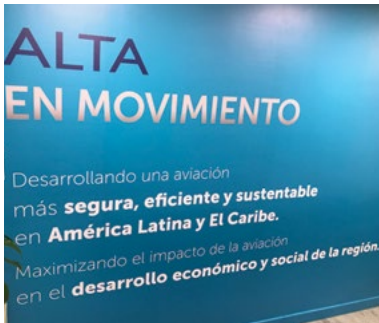 ALTA
EN MOVIMIENTO
Desarrollando una aviación
más segura, eficiente y sustentable
en América Latina y El Caribe.
Maximizando el impacto de la aviación
en el desarrollo económico y social de la región.